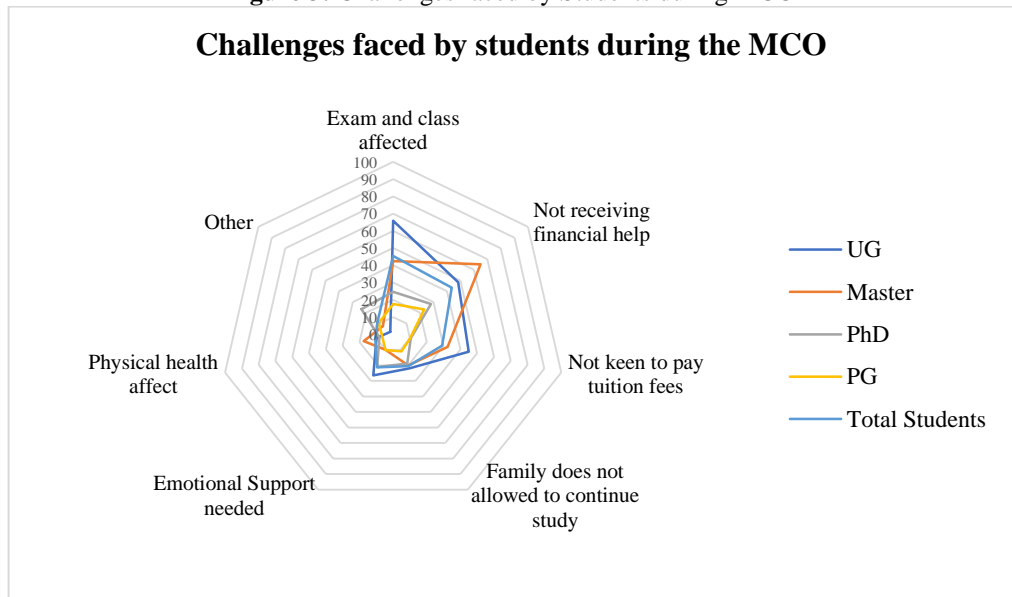 Challenges faced by students during the MCO
Exam and class
affected
100
90
80
70
60
50
40
30
20
10
0
Not receiving
financial help
Not keen to pay
tuition fees
Family does not
allowed to continue
study
Emotional Support
needed
Physical health
affect
Other
UG
Master
PhD
PG
Total Students